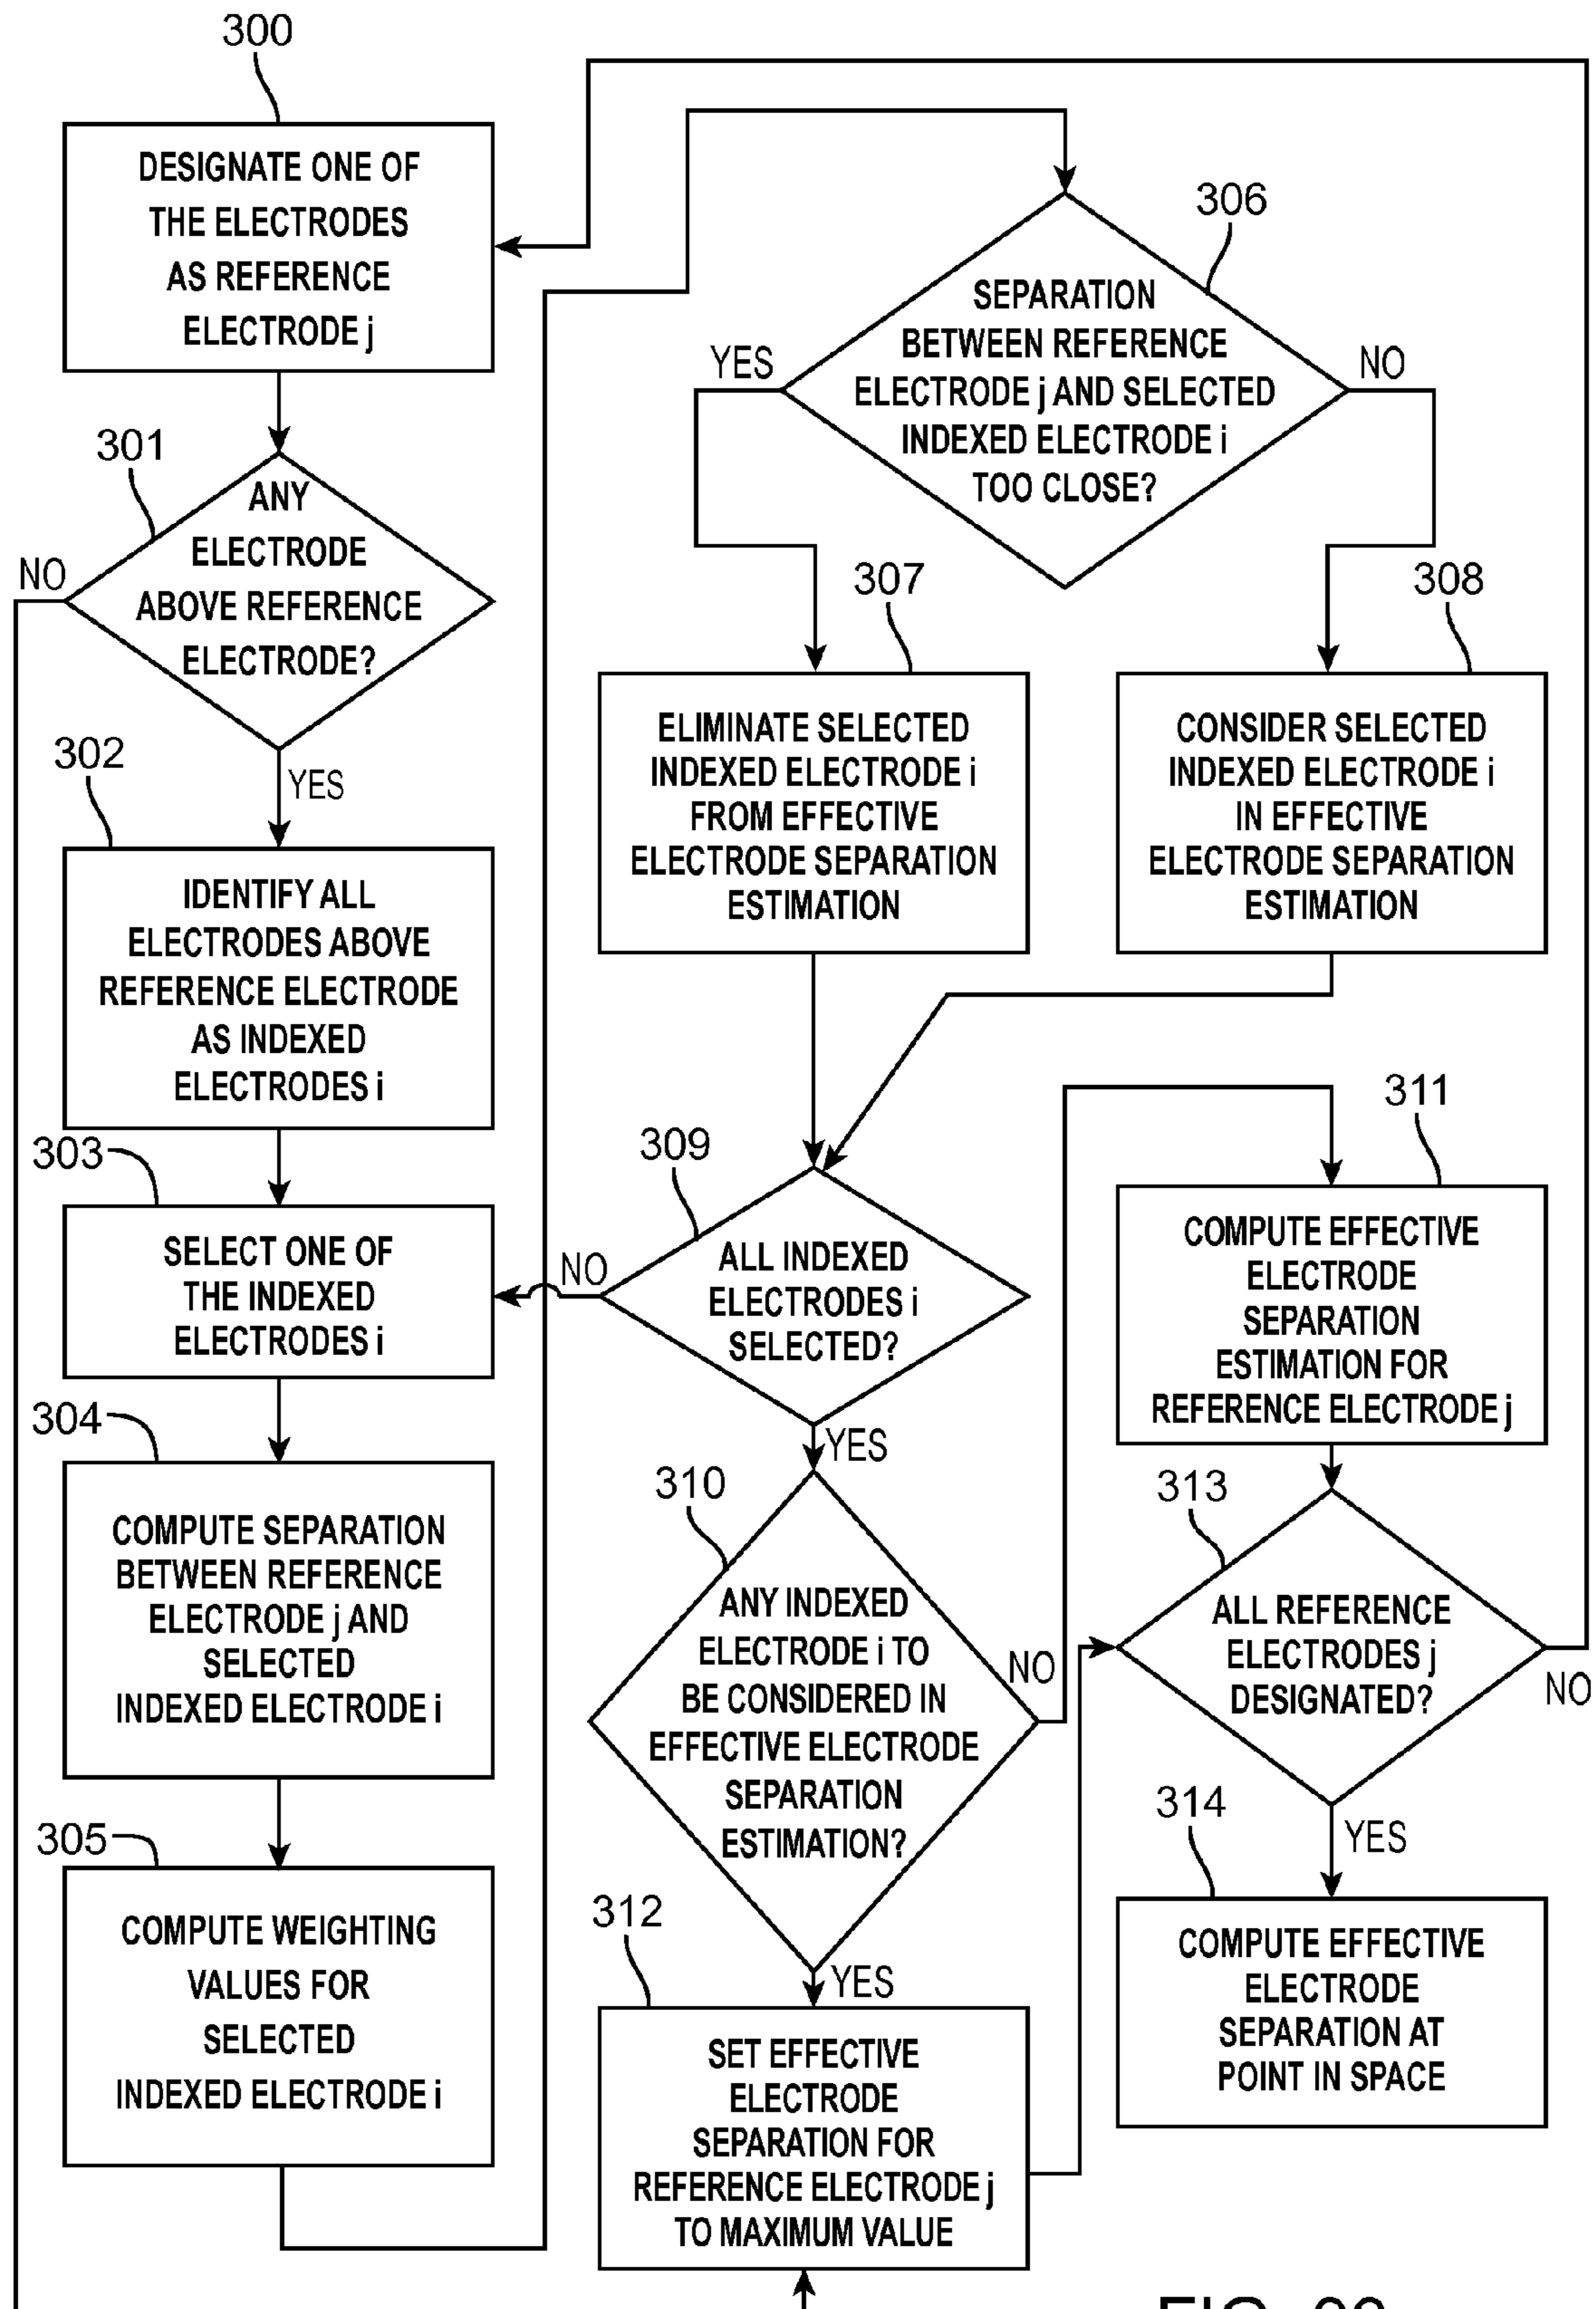 300
DESIGNATE ONE OF
THE ELECTRODES
AS REFERENCE
ELECTRODE j
301
ANY
ELECTRODE
ABOVE REFERENCE
ELECTRODE?
NO
YES
302
IDENTIFY ALL
ELECTRODES ABOVE
REFERENCE ELECTRODE
AS INDEXED
ELECTRODES i
303
SELECT ONE OF
THE INDEXED
ELECTRODES i
304
COMPUTE SEPARATION
BETWEEN REFERENCE
ELECTRODE j AND
SELECTED
INDEXED ELECTRODE i
305
COMPUTE WEIGHTING
VALUES FOR
SELECTED
INDEXED ELECTRODE i
306
SEPARATION
BETWEEN REFERENCE
ELECTRODE j AND SELECTED
INDEXED ELECTRODE i
TOO CLOSE?
YES
NO
307
ELIMINATE SELECTED
INDEXED ELECTRODE i
FROM EFFECTIVE
ELECTRODE SEPARATION
ESTIMATION
308
CONSIDER SELECTED
INDEXED ELECTRODE i
IN EFFECTIVE
ELECTRODE SEPARATION
ESTIMATION
309
ALL INDEXED
ELECTRODES i
SELECTED?
NO
YES
310
ANY INDEXED
ELECTRODE i TO
BE CONSIDERED IN
EFFECTIVE ELECTRODE
SEPARATION
ESTIMATION?
NO
YES
311
COMPUTE EFFECTIVE
ELECTRODE
SEPARATION
ESTIMATION FOR
REFERENCE ELECTRODE j
312
SET EFFECTIVE
ELECTRODE
SEPARATION FOR
REFERENCE ELECTRODE j
TO MAXIMUM VALUE
313
ALL REFERENCE
ELECTRODES j
DESIGNATED?
NO
YES
314
COMPUTE EFFECTIVE
ELECTRODE
SEPARATION AT
POINT IN SPACE
FIG.